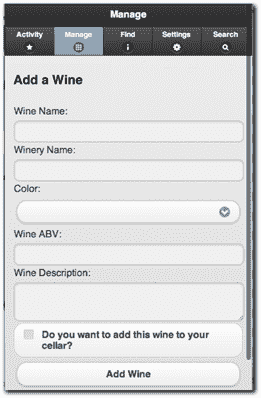 Manage
Activity Manage Find Settings Search
Add a Wine
Wine Name:
Winery Name:
Color:
Wine ABV:
Wine Description:
Do you want to add this wine to your
cellar?
Add Wine